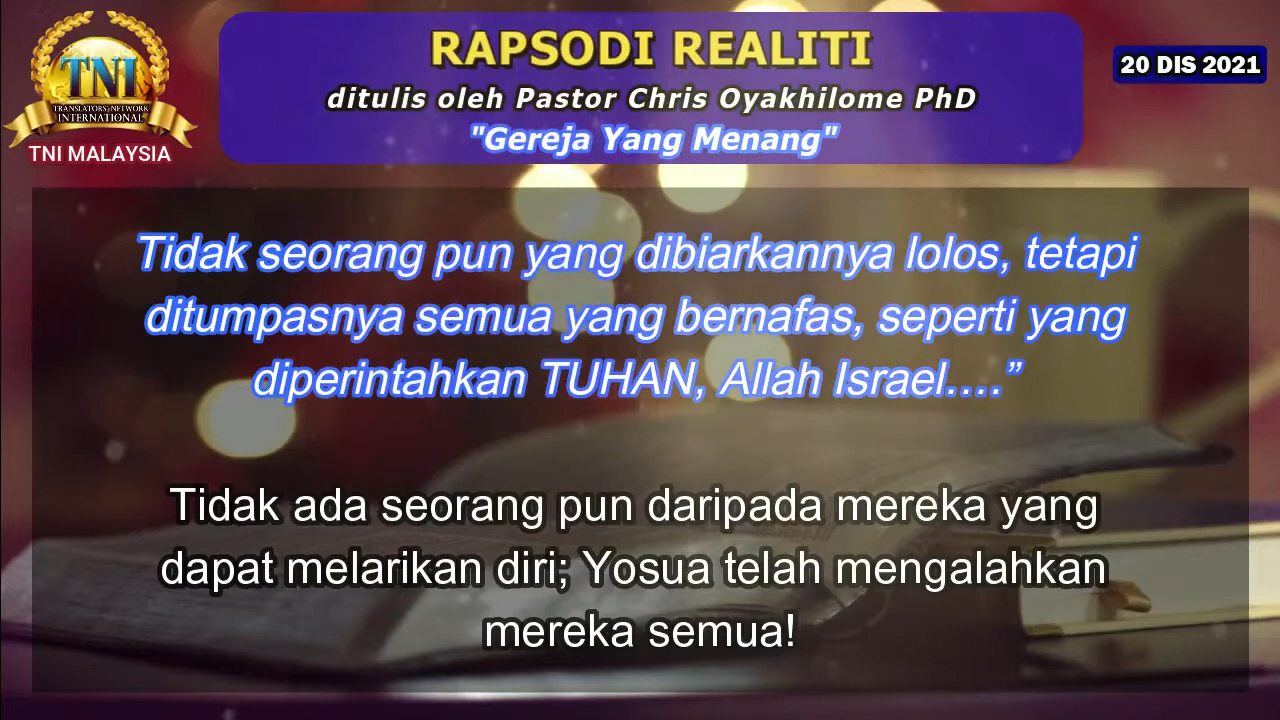 TNI
TRANSLATORS' NETWORK
INTERNATIONAL
TNI MALAYSIA
RAPSODI REALITI
ditulis oleh Pastor Chris Oyakhilome PhD
"Gereja Yang Menang"
20 DIS 2021
Tidak seorang pun yang dibiarkannya lolos, tetapi
ditumpasnya semua yang bernafas, seperti yang
diperintahkan TUHAN, Allah Israel....”
Tidak ada seorang pun daripada mereka yang
dapat melarikan diri; Yosua telah mengalahkan
mereka semua!